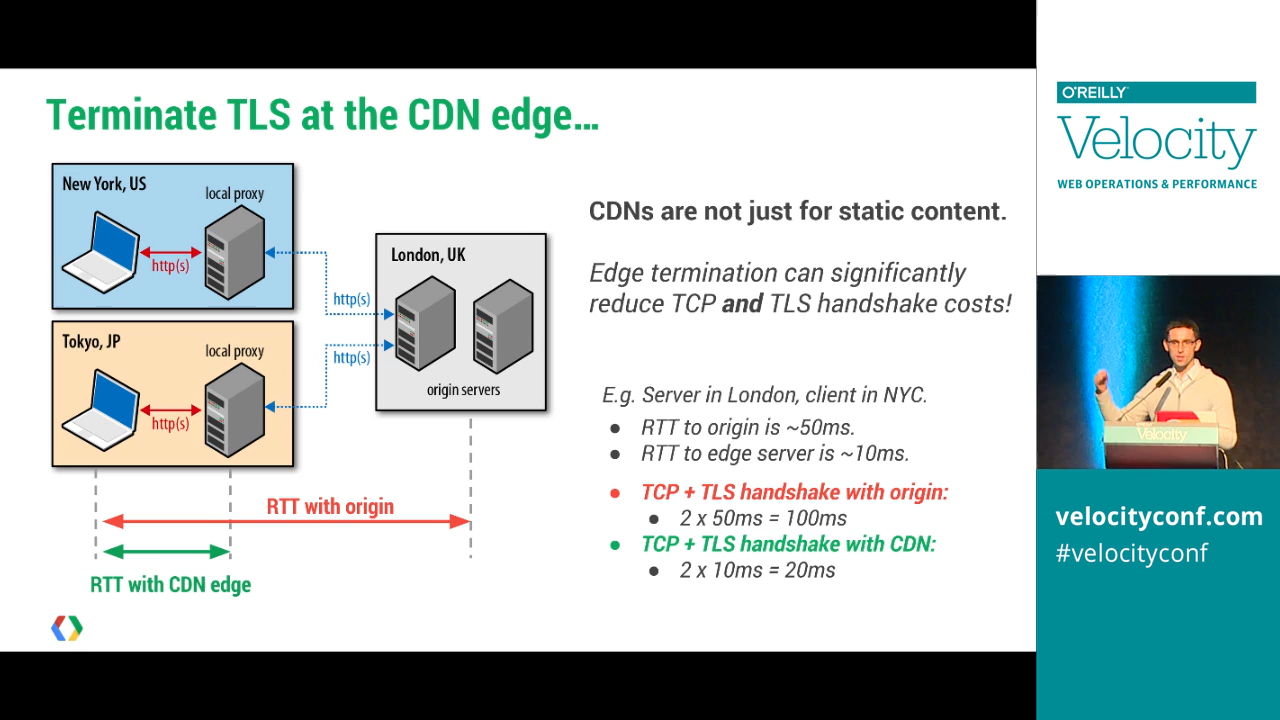 Terminate TLS at the CDN edge...
New York, US
local proxy
http(s)
http(s)
London, UK
origin servers
Tokyo, JP
local proxy
http(s)
http(s)
RTT with origin
RTT with CDN edge
CDNs are not just for static content.
Edge termination can significantly
reduce TCP and TLS handshake costs!
E.g. Server in London, client in NYC.
● RTT to origin is ~50ms.
● RTT to edge server is ~10ms.
● TCP + TLS handshake with origin:
● 2 x 50ms = 100ms
● TCP + TLS handshake with CDN:
● 2 x 10ms = 20ms
O'REILLY
Velocity
WEB OPERATIONS & PERFORMANCE
Velocity
velocityconf.com
#velocityconf